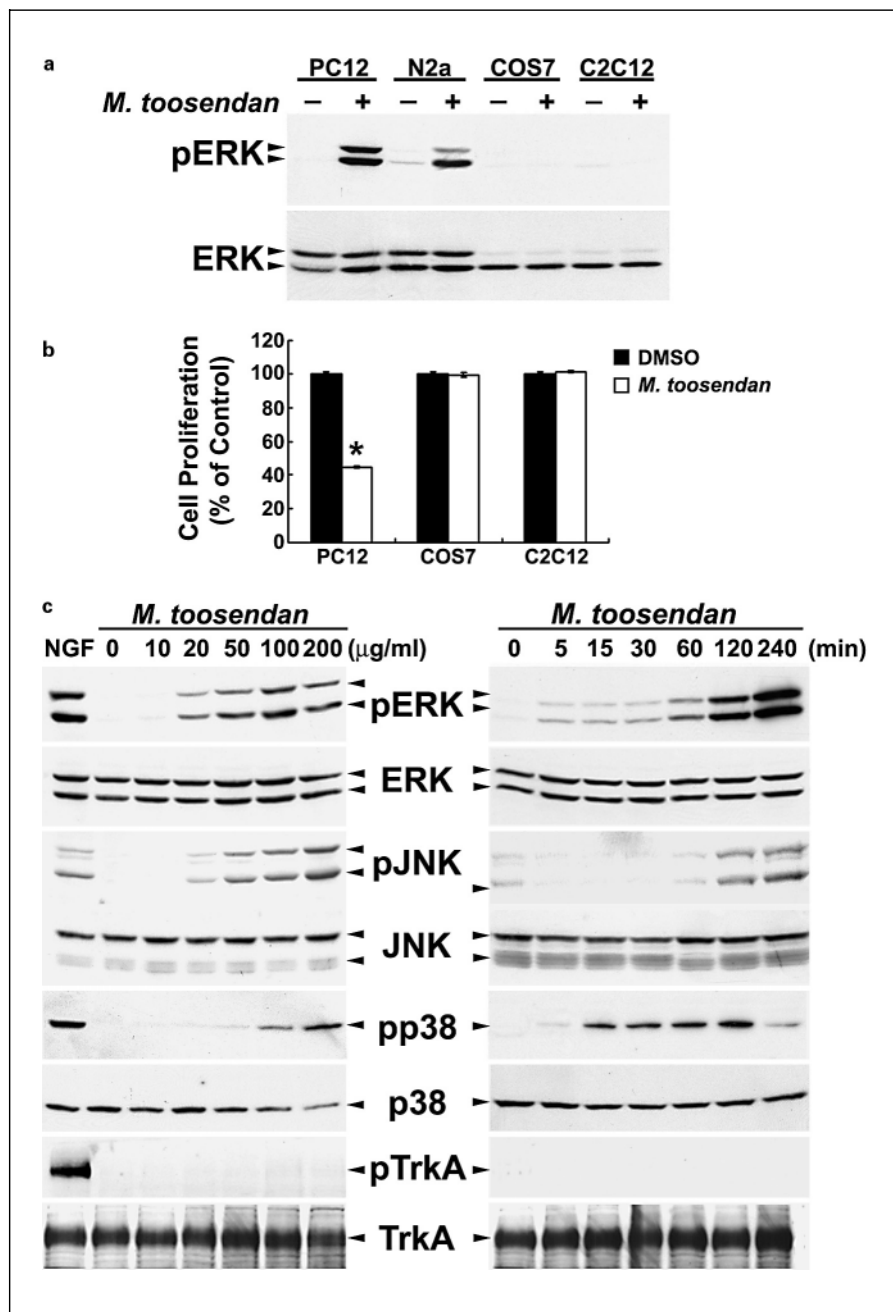 a
PC12 N2a COS7 C2C12
M. toosendan – + – + – + – +
pERK
ERK
b
Cell Proliferation
(% of Control)
120
100
80
60
40
20
0
*
DMSO
M. toosendan
PC12 COS7 C2C12
c
M. toosendan
NGF 0 10 20 50 100 200 (μg/ml)
M. toosendan
0 5 15 30 60 120 240 (min)
pERK
ERK
pJNK
JNK
pp38
p38
pTrkA
TrkA